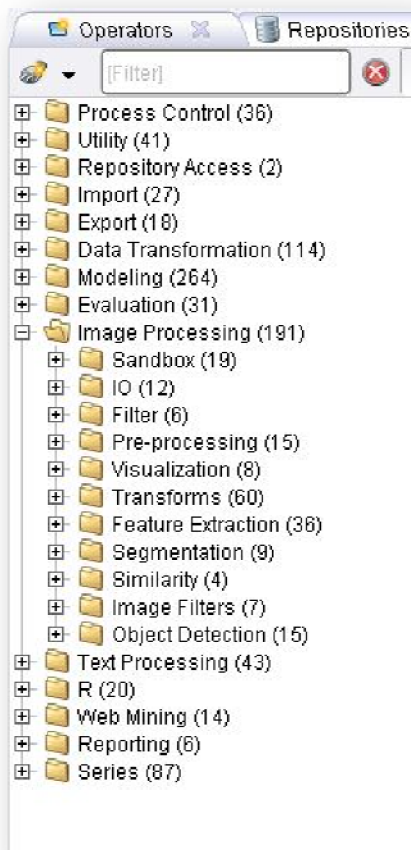 Operators Repositories
[Filter]
Process Control (36)
Utility (41)
Repository Access (2)
Import (27)
Export (18)
Data Transformation (114)
Modeling (264)
Evaluation (31)
Image Processing (191)
Sandbox (19)
IO (12)
Filter (6)
Pre-processing (15)
Visualization (8)
Transforms (60)
Feature Extraction (36)
Segmentation (9)
Similarity (4)
Image Filters (7)
Object Detection (15)
Text Processing (43)
R (20)
Web Mining (14)
Reporting (6)
Series (87)